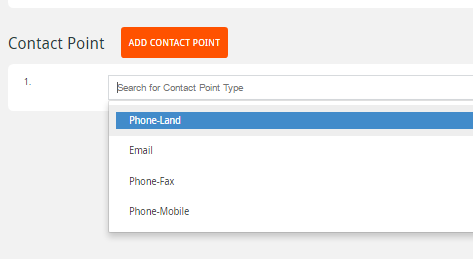 Contact Point
ADD CONTACT POINT
1.
Search for Contact Point Type
Phone-Land
Email
Phone-Fax
Phone-Mobile